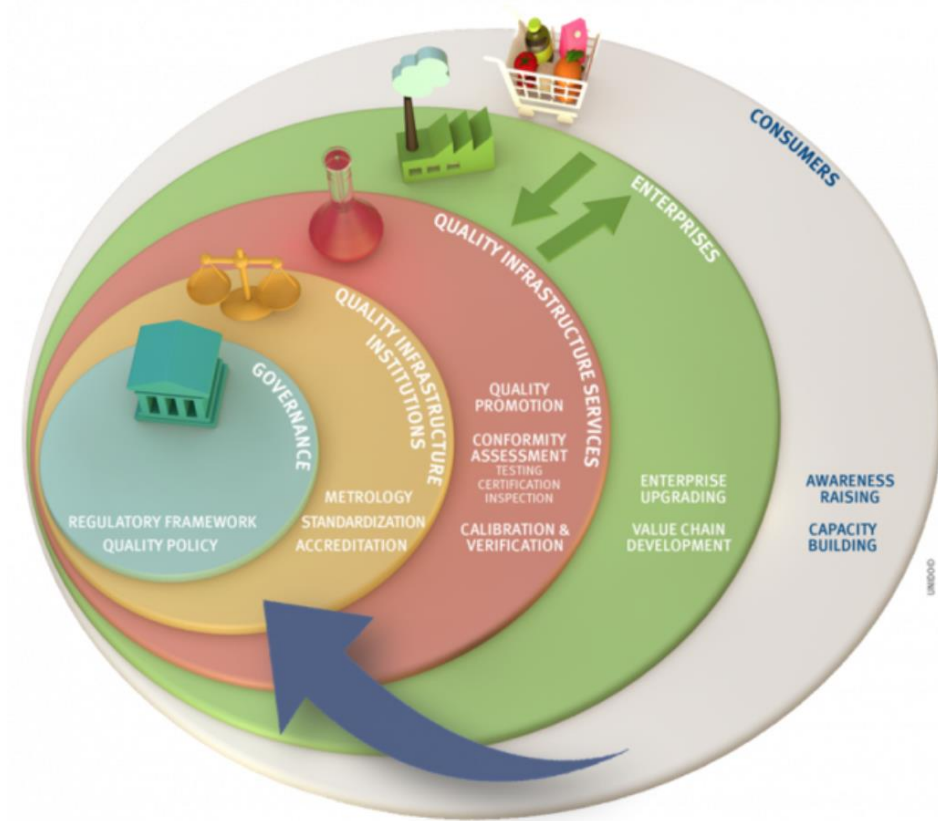 CONSUMERS
ENTERPRISES
QUALITY INFRASTRUCTURE SERVICES
QUALITY INFRASTRUCTURE
INSTITUTIONS
GOVERNANCE
REGULATORY FRAMEWORK
QUALITY POLICY
METROLOGY
STANDARDIZATION
ACCREDITATION
QUALITY
PROMOTION
CONFORMITY
ASSESSMENT
TESTING
CERTIFICATION
INSPECTION
CALIBRATION &
VERIFICATION
ENTERPRISE
UPGRADING
VALUE CHAIN
DEVELOPMENT
AWARENESS
RAISING
CAPACITY
BUILDING